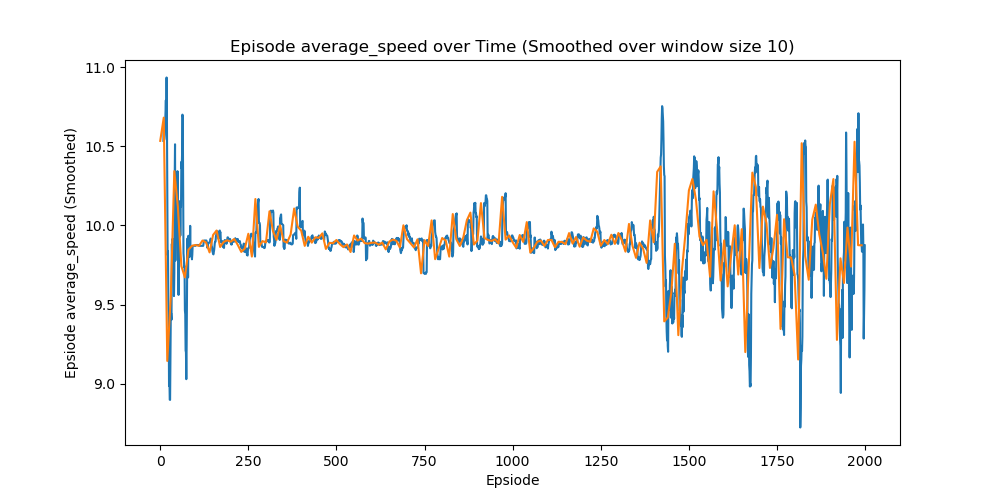 Episode average_speed over Time (Smoothed over window size 10)
Epsiode average_speed (Smoothed)
11.0
10.5
10.0
9.5
9.0
0 250 500 750 1000 1250 1500 1750 2000
Epsiode